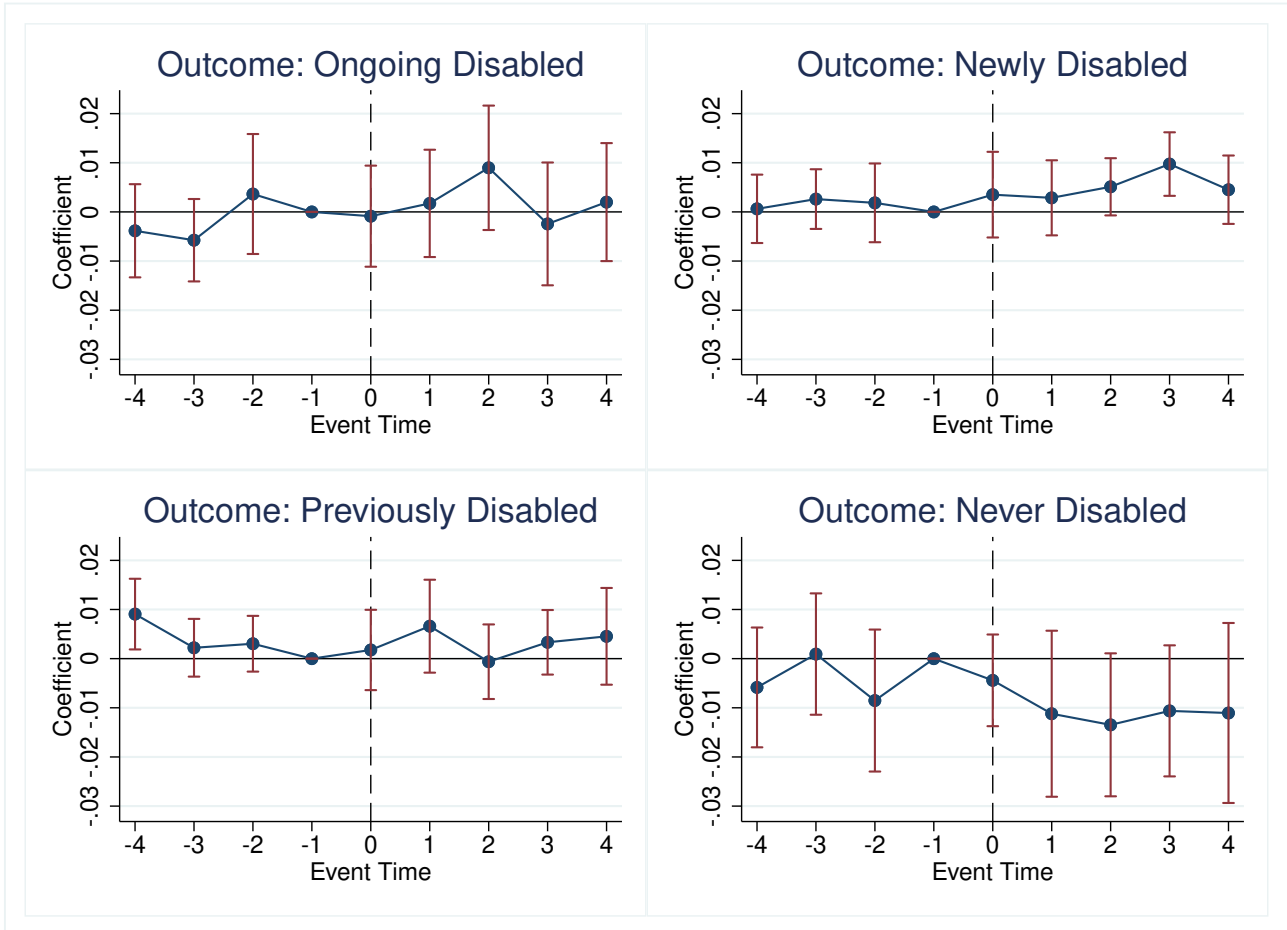 Outcome: Ongoing Disabled
Coefficient
.02
.01
0
-.01
-.02
-.03
-4 -3 -2 -1 0 1 2 3 4
Event Time
Outcome: Newly Disabled
Coefficient
.02
.01
0
-.01
-.02
-.03
-4 -3 -2 -1 0 1 2 3 4
Event Time
Outcome: Previously Disabled
Coefficient
.02
.01
0
-.01
-.02
-.03
-4 -3 -2 -1 0 1 2 3 4
Event Time
Outcome: Never Disabled
Coefficient
.02
.01
0
-.01
-.02
-.03
-4 -3 -2 -1 0 1 2 3 4
Event Time